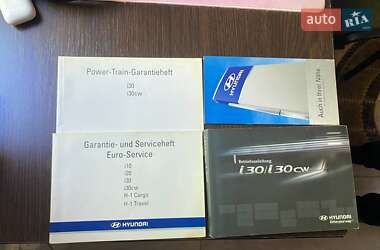 auto RIA
Power-Train-Garantieheft
i30
i30cw
HYUNDAI
Auch in Ihrer Nähe
Garantie- und Serviceheft
Euro-Service
i10
i20
i30
i30cw
H-1 Cargo
H-1 Travel
HYUNDAI
Betriebsanleitung
i30/i30cw
HYUNDAI